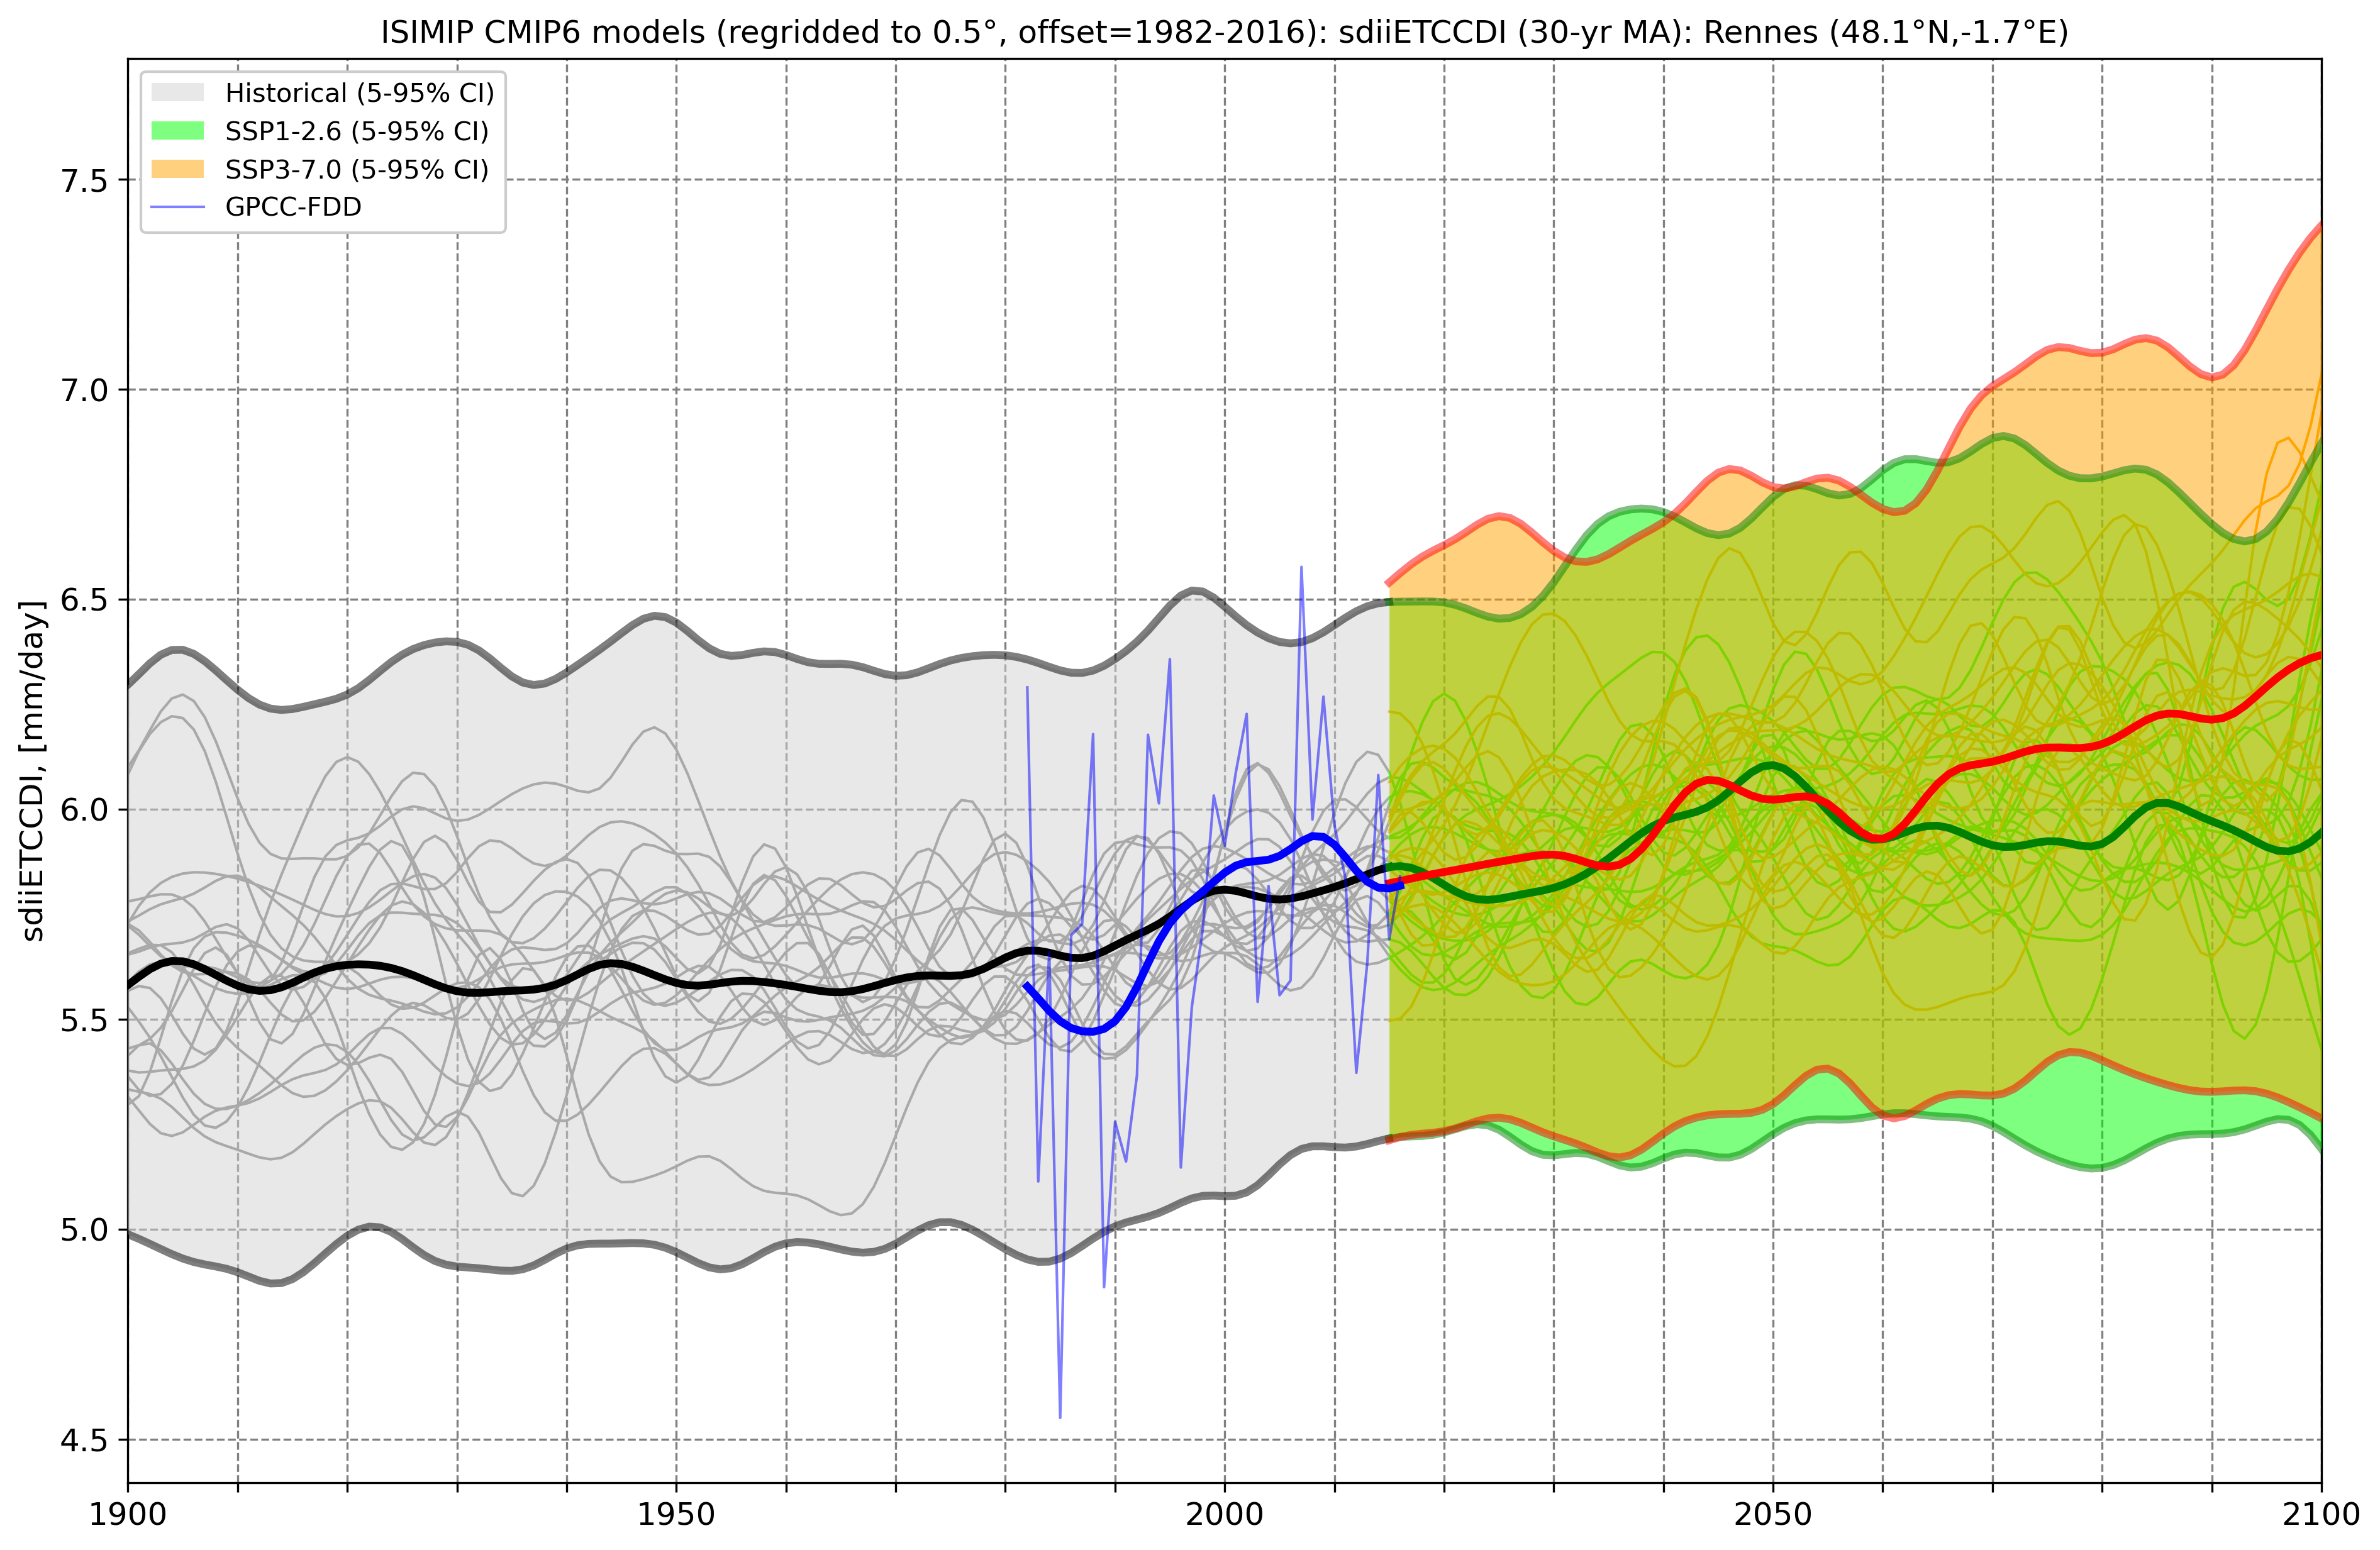 ISIMIP CMIP6 models (regridded to 0.5°, offset=1982-2016): sdiiETCCDI (30-yr MA): Rennes (48.1°N,-1.7°E)
Historical (5-95% CI)
SSP1-2.6 (5-95% CI)
SSP3-7.0 (5-95% CI)
GPCC-FDD
sdiiETCCDI, [mm/day]
7.5
7.0
6.5
6.0
5.5
5.0
4.5
1900
1950
2000
2050
2100